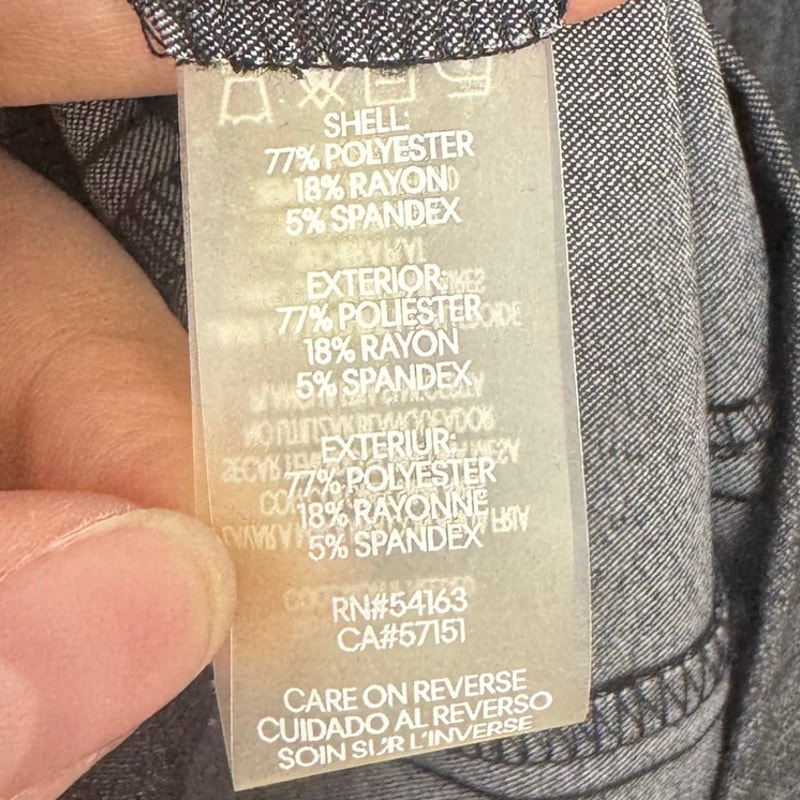 SHELL:
77% POLYESTER
18% RAYON
5% SPANDEX
EXTERIOR:
77% POLIÉSTER
18% RAYON
5% SPANDEX
EXTERIUR:
77% POLYESTER
18% RAYONNE
5% SPANDEX
RN#54163
CA#57151
CARE ON REVERSE
CUIDADO AL REVERSO
SOIN SUR L'INVERSE